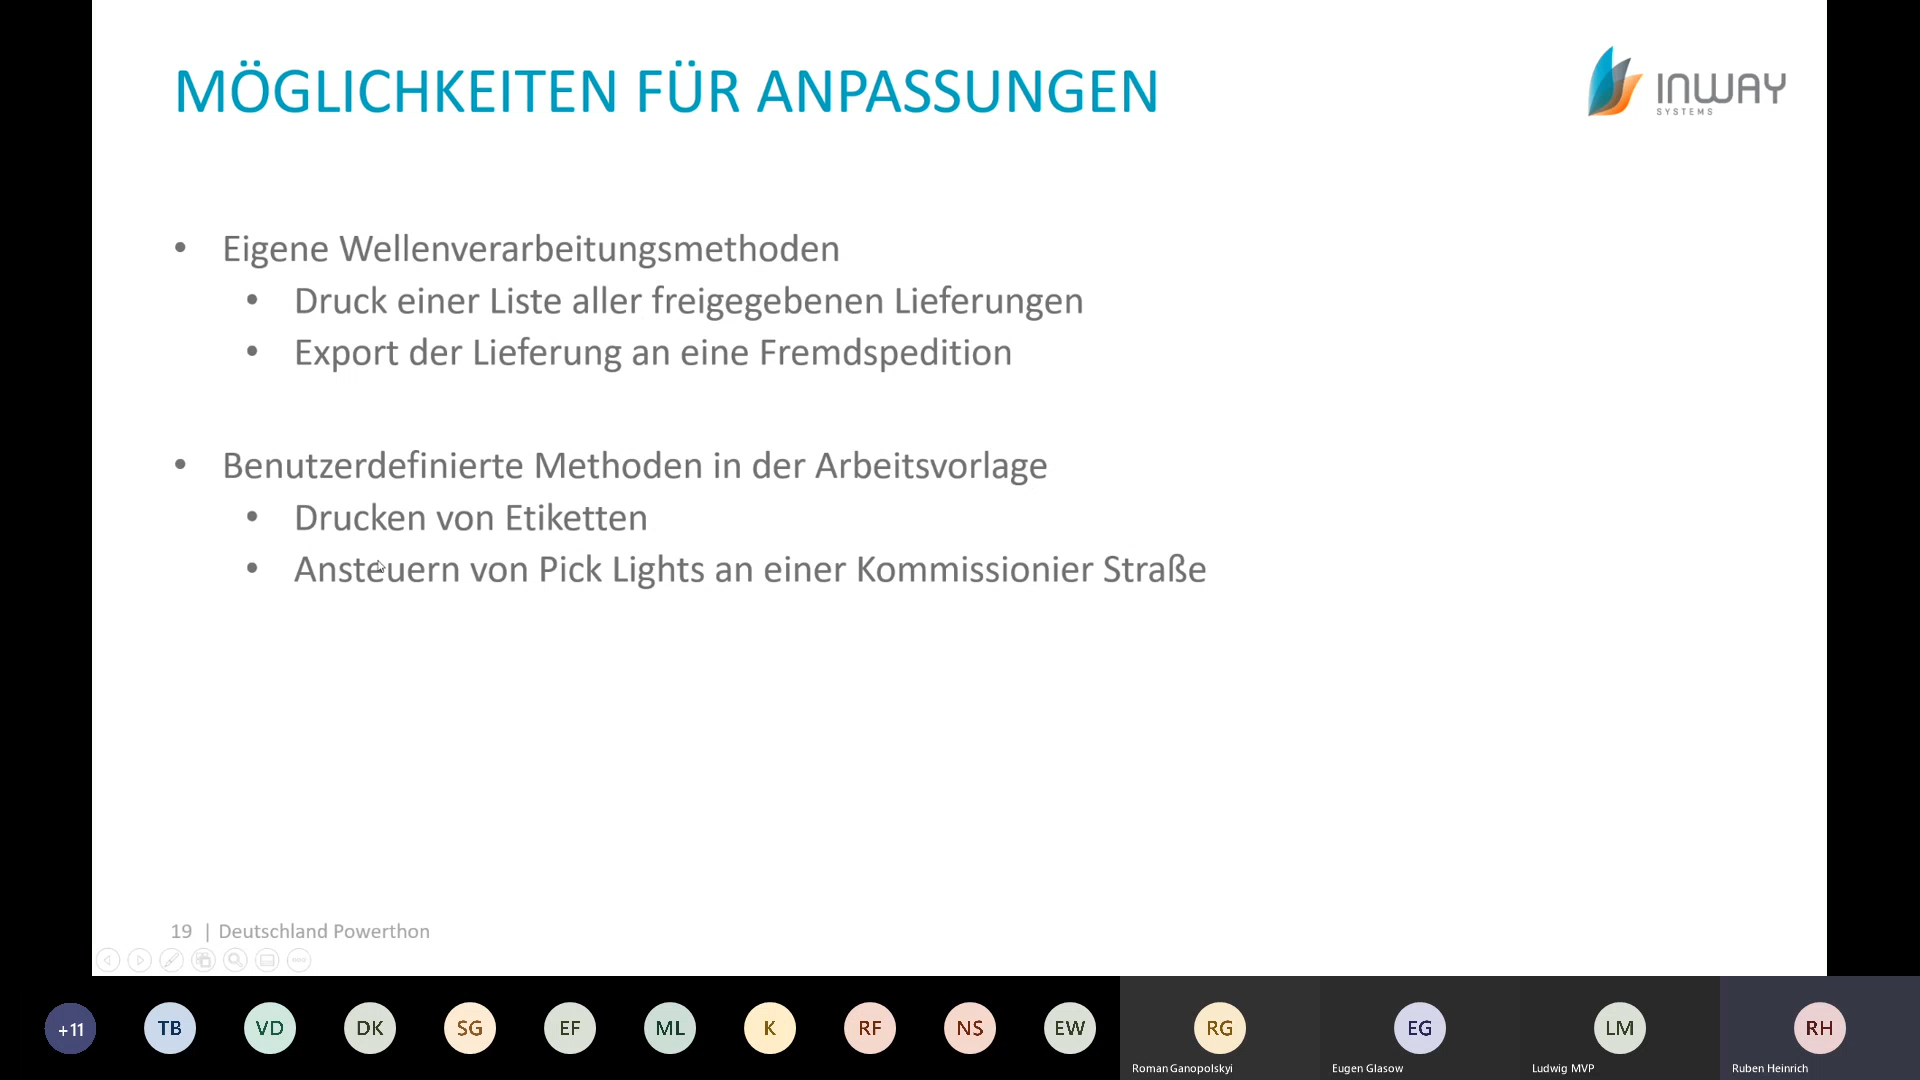 MÖGLICHKEITEN FÜR ANPASSUNGEN
INWAY
SYSTEMS
• Eigene Wellenverarbeitungsmethoden
• Druck einer Liste aller freigegebenen Lieferungen
• Export der Lieferung an eine Fremdspedition
• Benutzerdefinierte Methoden in der Arbeitsvorlage
• Drucken von Etiketten
• Ansteuern von Pick Lights an einer Kommissionier Straße
19 | Deutschland Powerthon
+11 TB VD DK SG EF ML K RF NS EW RG EG LM RH
Roman Ganopolskyi Eugen Glasow Ludwig MVP Ruben Heinrich